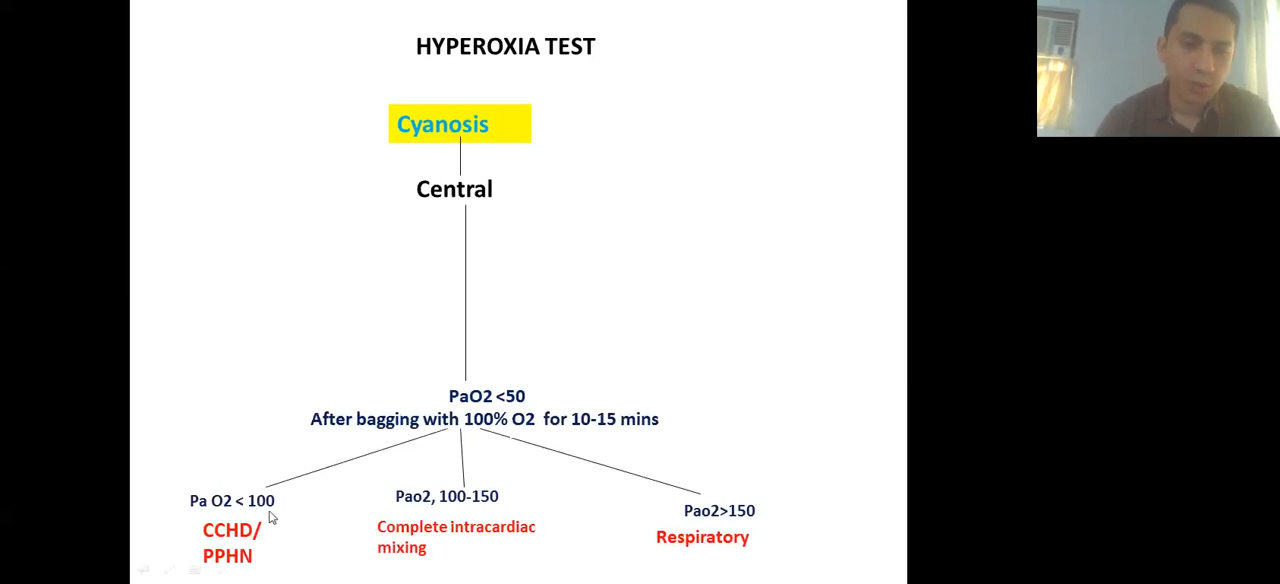 HYPEROXIA TEST
Cyanosis
Central
PaO2 <50
After bagging with 100% O2 for 10-15 mins
Pa O2 < 100
CCHD/
PPHN
Pao2, 100-150
Complete intracardiac
mixing
Pao2>150
Respiratory